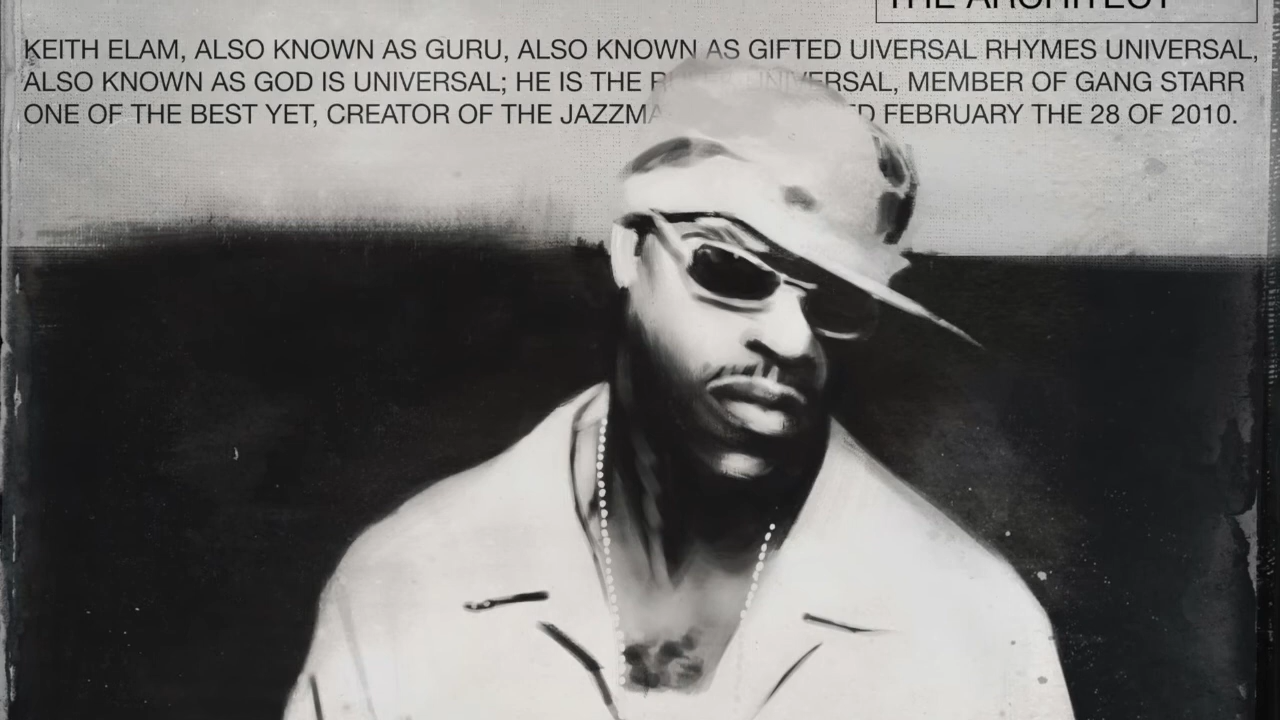 THE ARCHITECT
KEITH ELAM, ALSO KNOWN AS GURU, ALSO KNOWN AS GIFTED UIVERSAL RHYMES UNIVERSAL,
ALSO KNOWN AS GOD IS UNIVERSAL; HE IS THE UNIVERSAL, MEMBER OF GANG STARR
ONE OF THE BEST YET, CREATOR OF THE FEBRUARY THE 28 OF 2010.